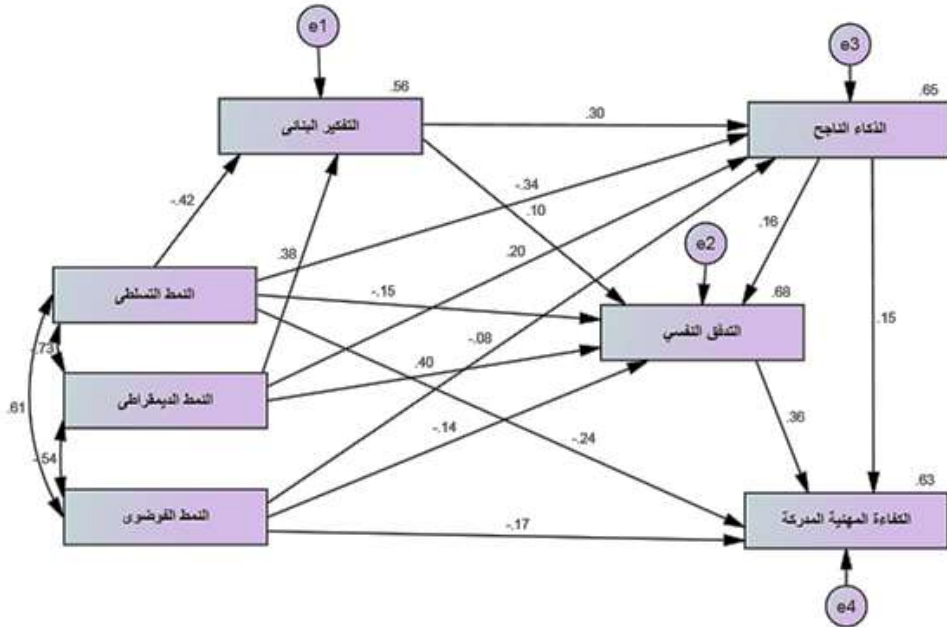 e1
e3
.56
.65
التفكير البنائى
.30
الذكاء الناجح
-.42
-.34
.10
.38
.20
.16
e2
النمط التسلطى
-.15
.68
التدفق النفسي
.15
-.08
-.73
.40
النمط الديمقراطى
.61
-.14
.36
-.24
-.54
.63
النمط الفوضوى
-.17
الكفاءة المهنية المدركة
e4